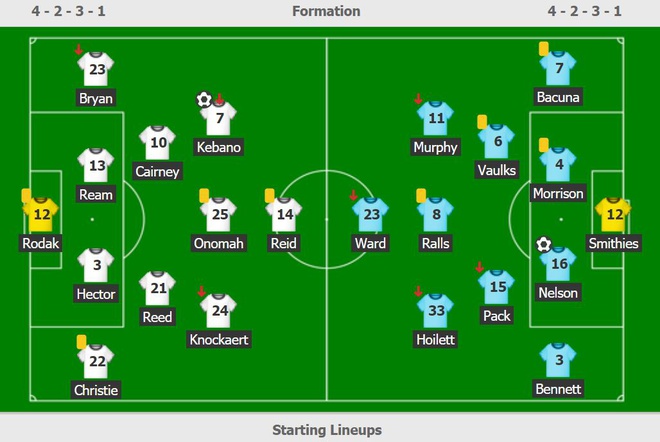 4 - 2 - 3 - 1 Formation 4 - 2 - 3 - 1
23
Bryan
7
Bacuna
7
Kebano
11
Murphy
10
Cairney
6
Vaulks
13
Ream
4
Morrison
12
Rodak
25
Onomah
14
Reid
23
Ward
8
Ralls
12
Smithies
3
Hector
16
Nelson
21
Reed
15
Pack
24
Knockaert
33
Hoilett
22
Christie
3
Bennett
Starting Lineups